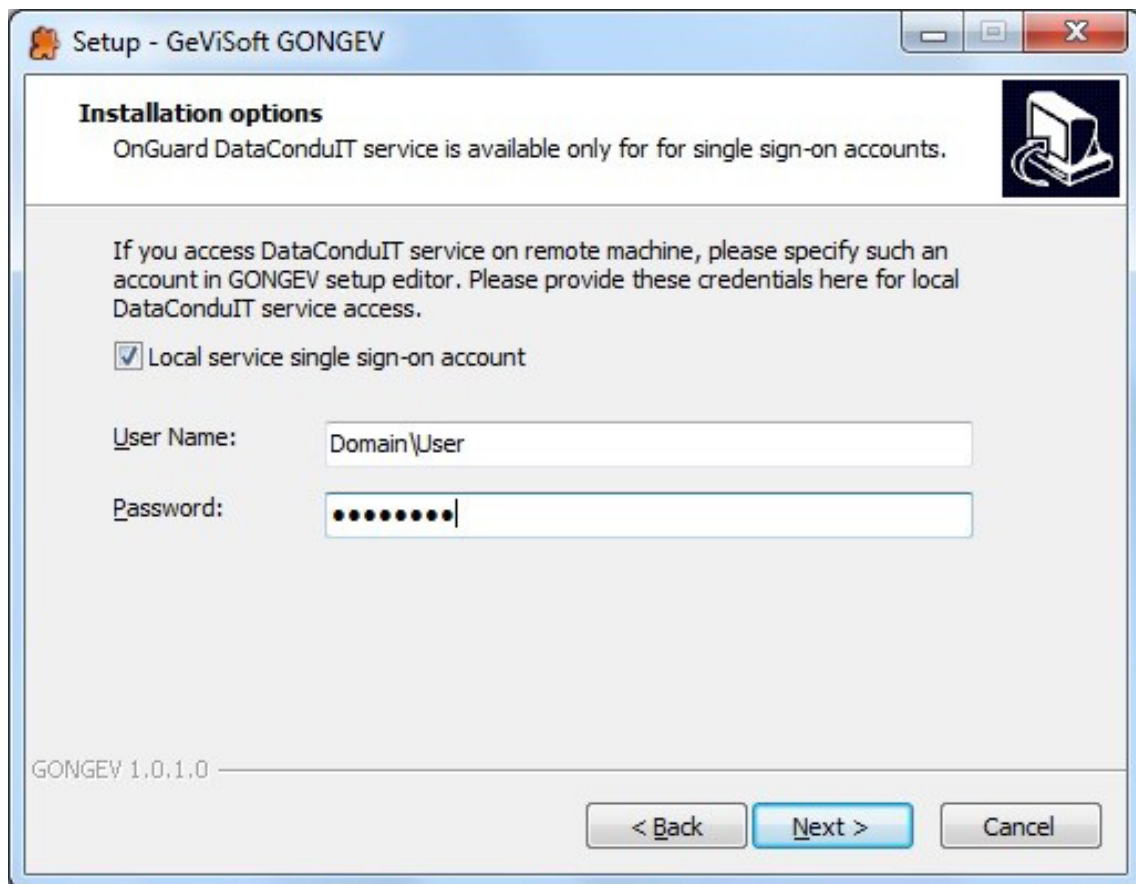 Setup - GeViSoft GONGEV
Installation options
OnGuard DataConduIT service is available only for for single sign-on accounts.
If you access DataConduIT service on remote machine, please specify such an
account in GONGEV setup editor. Please provide these credentials here for local
DataConduIT service access.
Local service single sign-on account
User Name:
Domain\User
Password:
●●●●●●●●
GONGEV 1.0.1.0
< Back
Next >
Cancel